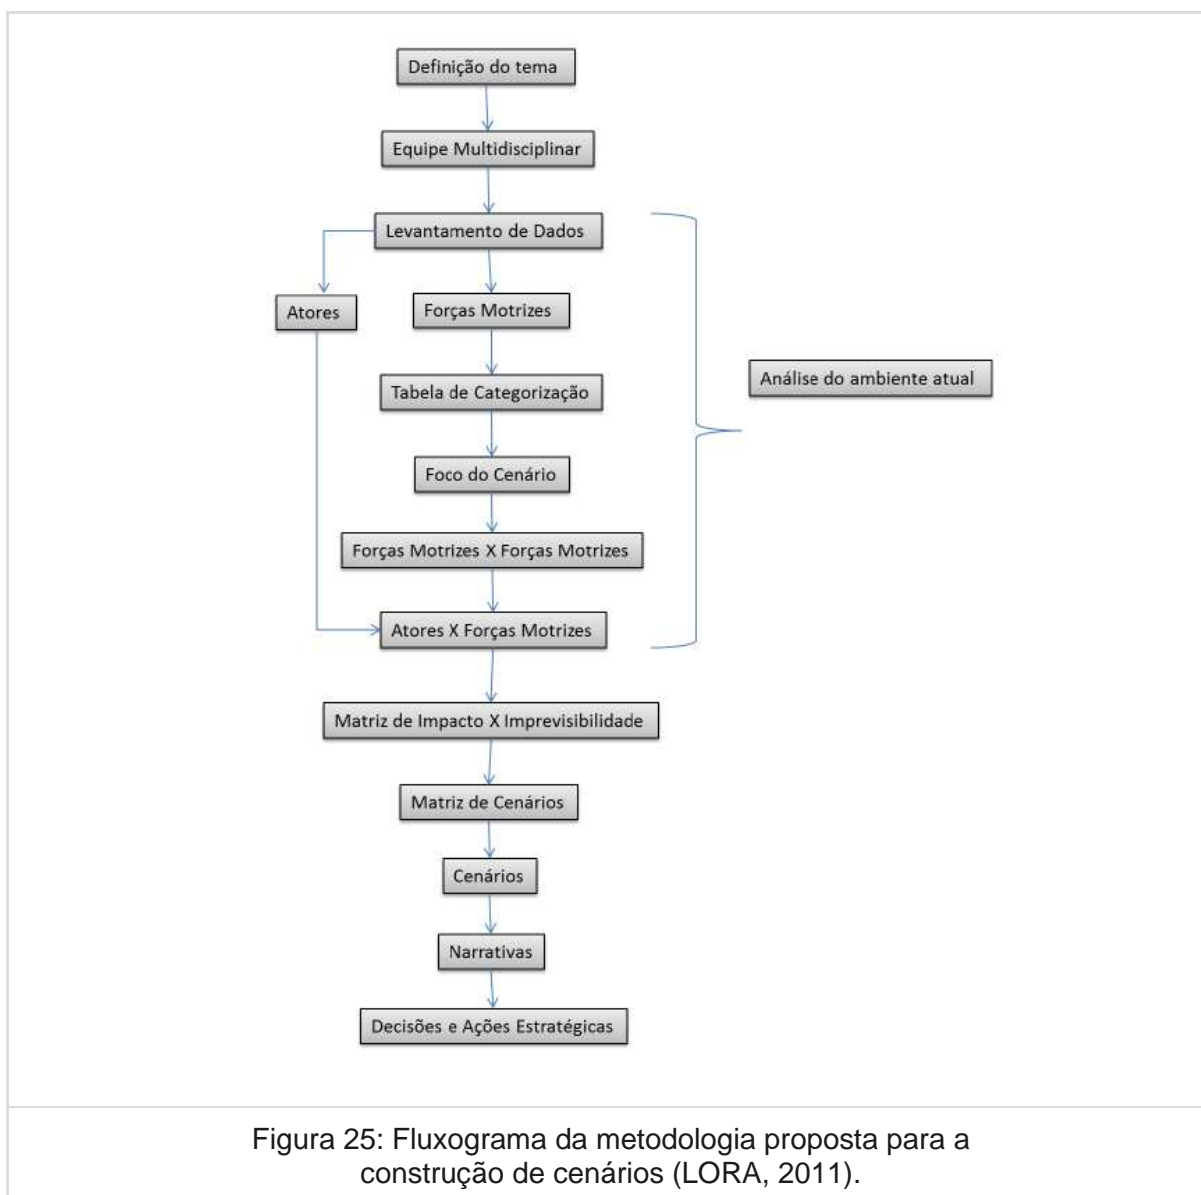 Definição do tema
Equipe Multidisciplinar
Levantamento de Dados
Atores
Forças Motrizes
Tabela de Categorização
Análise do ambiente atual
Foco do Cenário
Forças Motrizes X Forças Motrizes
Atores X Forças Motrizes
Matriz de Impacto X Imprevisibilidade
Matriz de Cenários
Cenários
Narrativas
Decisões e Ações Estratégicas
Figura 25: Fluxograma da metodologia proposta para a
construção de cenários (LORA, 2011).